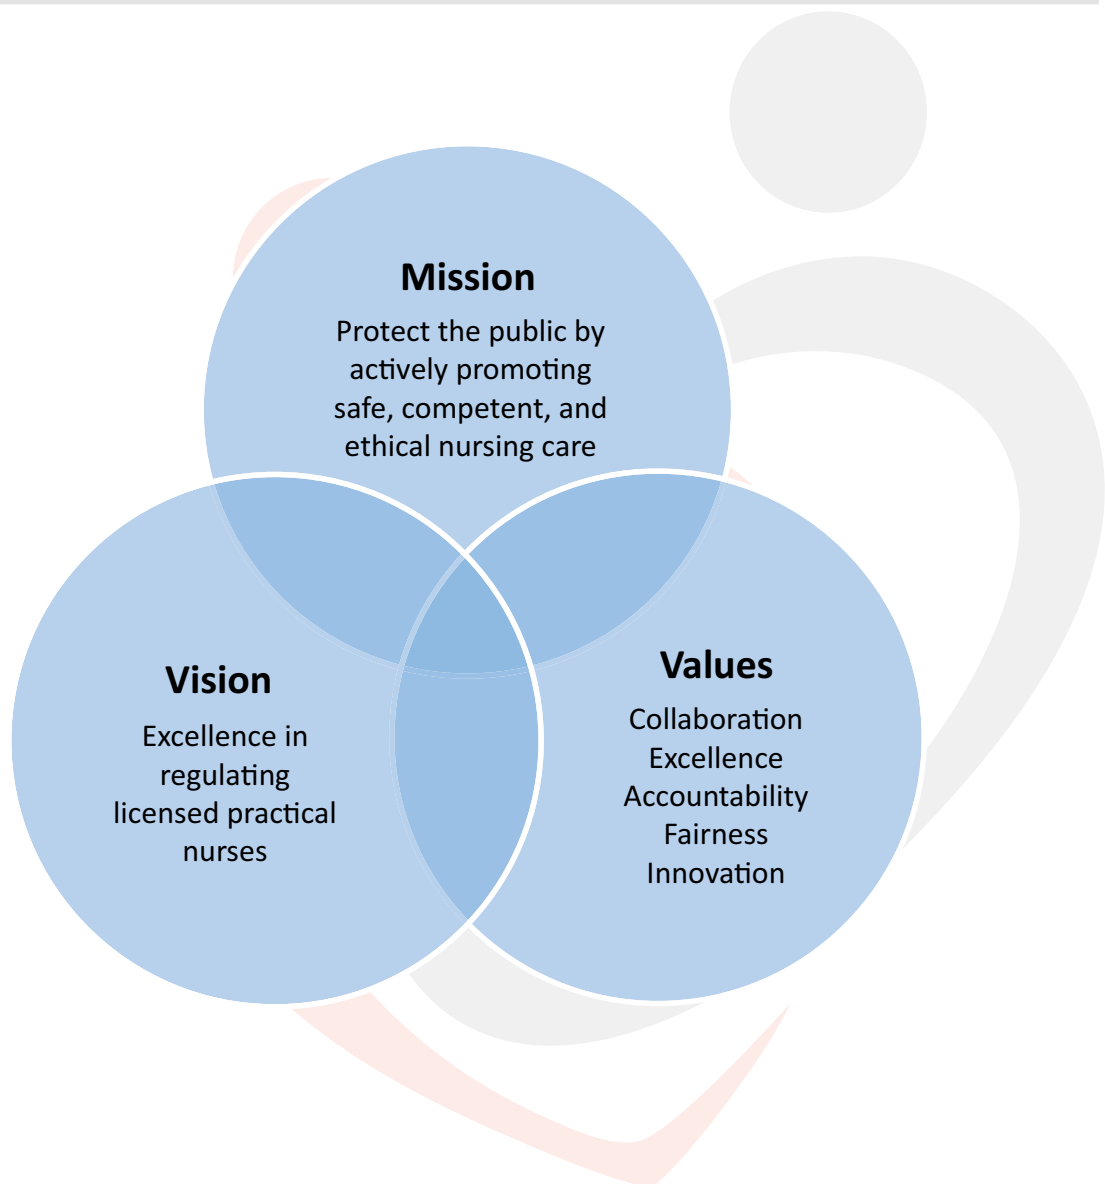 Mission
Protect the public by
actively promoting
safe, competent, and
ethical nursing care
Vision
Excellence in
regulating
licensed practical
nurses
Values
Collaboration
Excellence
Accountability
Fairness
Innovation